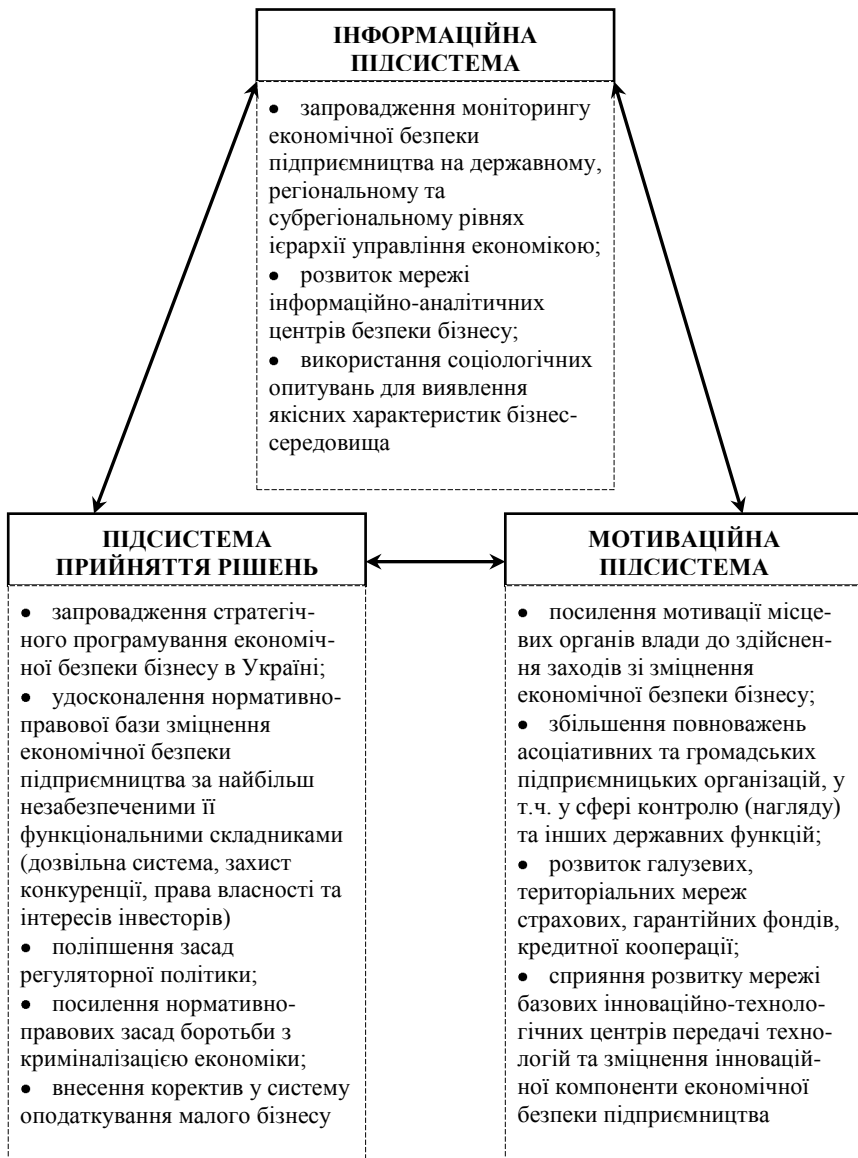 ІНФОРМАЦІЙНА
ПІДСИСТЕМА
• запровадження моніторингу
економічної безпеки
підприємництва на державному,
регіональному та
субрегіональному рівнях
ієрархії управління економікою;
• розвиток мережі
інформаційно-аналітичних
центрів безпеки бізнесу;
• використання соціологічних
опитувань для виявлення
якісних характеристик бізнес-
середовища
ПІДСИСТЕМА
ПРИЙНЯТТЯ РІШЕНЬ
• запровадження стратегіч-
ного програмування економіч-
ної безпеки бізнесу в Україні;
• удосконалення нормативно-
правової бази зміцнення
економічної безпеки
підприємництва за найбільш
незабезпеченими її
функціональними складниками
(дозвільна система, захист
конкуренції, права власності та
інтересів інвесторів)
• поліпшення засад
регуляторної політики;
• посилення нормативно-
правових засад боротьби з
криміналізацією економіки;
• внесення коректив у систему
оподаткування малого бізнесу
МОТИВАЦІЙНА
ПІДСИСТЕМА
• посилення мотивації місце-
вих органів влади до здійснен-
ня заходів зі зміцнення
економічної безпеки бізнесу;
• збільшення повноважень
асоціативних та громадських
підприємницьких організацій, у
т.ч. у сфері контролю (нагляду)
та інших державних функцій;
• розвиток галузевих,
територіальних мереж
страхових, гарантійних фондів,
кредитної кооперації;
• сприяння розвитку мережі
базових інноваційно-техноло-
гічних центрів передачі техно-
логій та зміцнення інновацій-
ної компоненти економічної
безпеки підприємництва